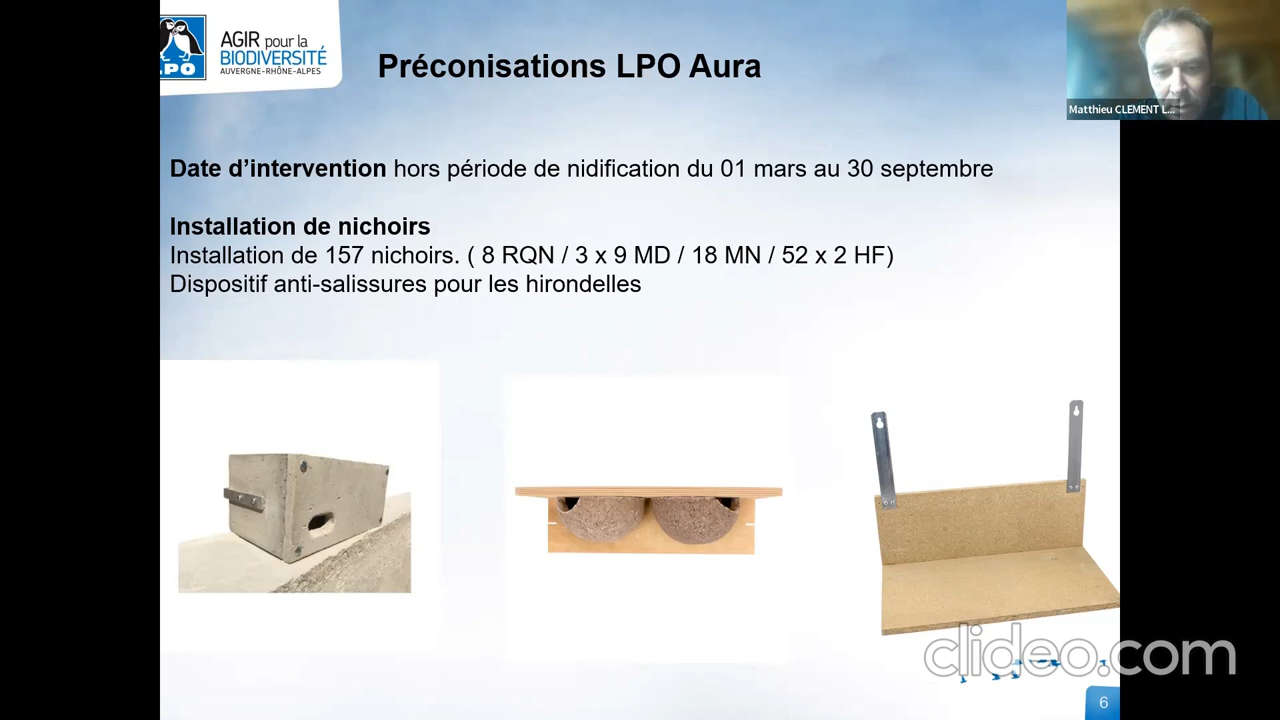 AGIR pour la
BIODIVERSITÉ
AUVERGNE-RHÔNE-ALPES
LPO
Préconisations LPO Aura
Matthieu CLEMENT L...
Date d’intervention hors période de nidification du 01 mars au 30 septembre
Installation de nichoirs
Installation de 157 nichoirs. ( 8 RQN / 3 x 9 MD / 18 MN / 52 x 2 HF)
Dispositif anti-salissures pour les hirondelles
clideo.com
6